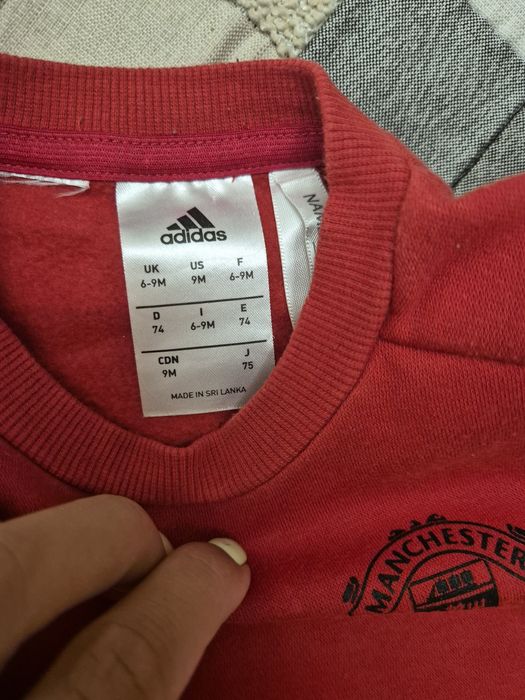 adidas
UK US F
6-9M 9M 6-9M
D I E
74 6-9M 74
CDN J
9M 75
MADE IN SRI LANKA
NAM
MANCHESTER